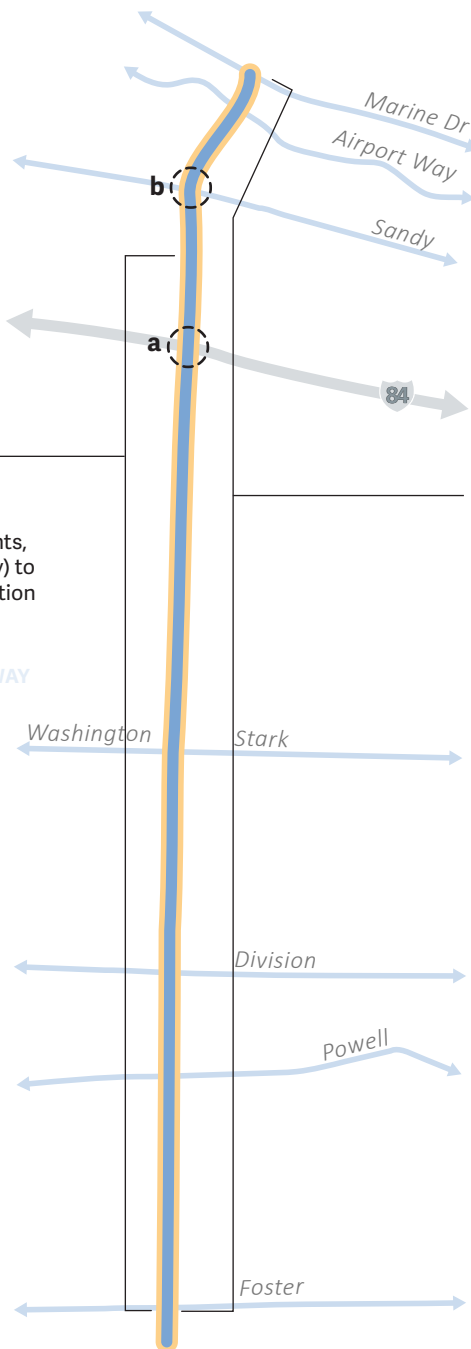 Marine Dr
Airport Way
b
Sandy
a
84
nts,
y) to
tion
WAY
Washington
Stark
Division
Powell
Foster